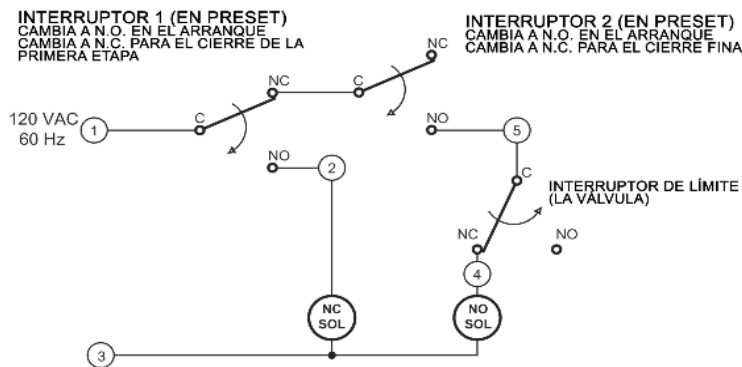 INTERRUPTOR 1 (EN PRESET)
CAMBIA A N.O. EN EL ARRANQUE
CAMBIA A N.C. PARA EL CIERRE DE LA
PRIMERA ETAPA
INTERRUPTOR 2 (EN PRESET)
CAMBIA A N.O. EN EL ARRANQUE
CAMBIA A N.C. PARA EL CIERRE FINA
NC
NC
C
120 VAC
60 Hz
1
C
NO
5
NO
2
C
INTERRUPTOR DE LÍMITE
(LA VÁLVULA)
NC
NO
4
NC
SOL
NO
SOL
3